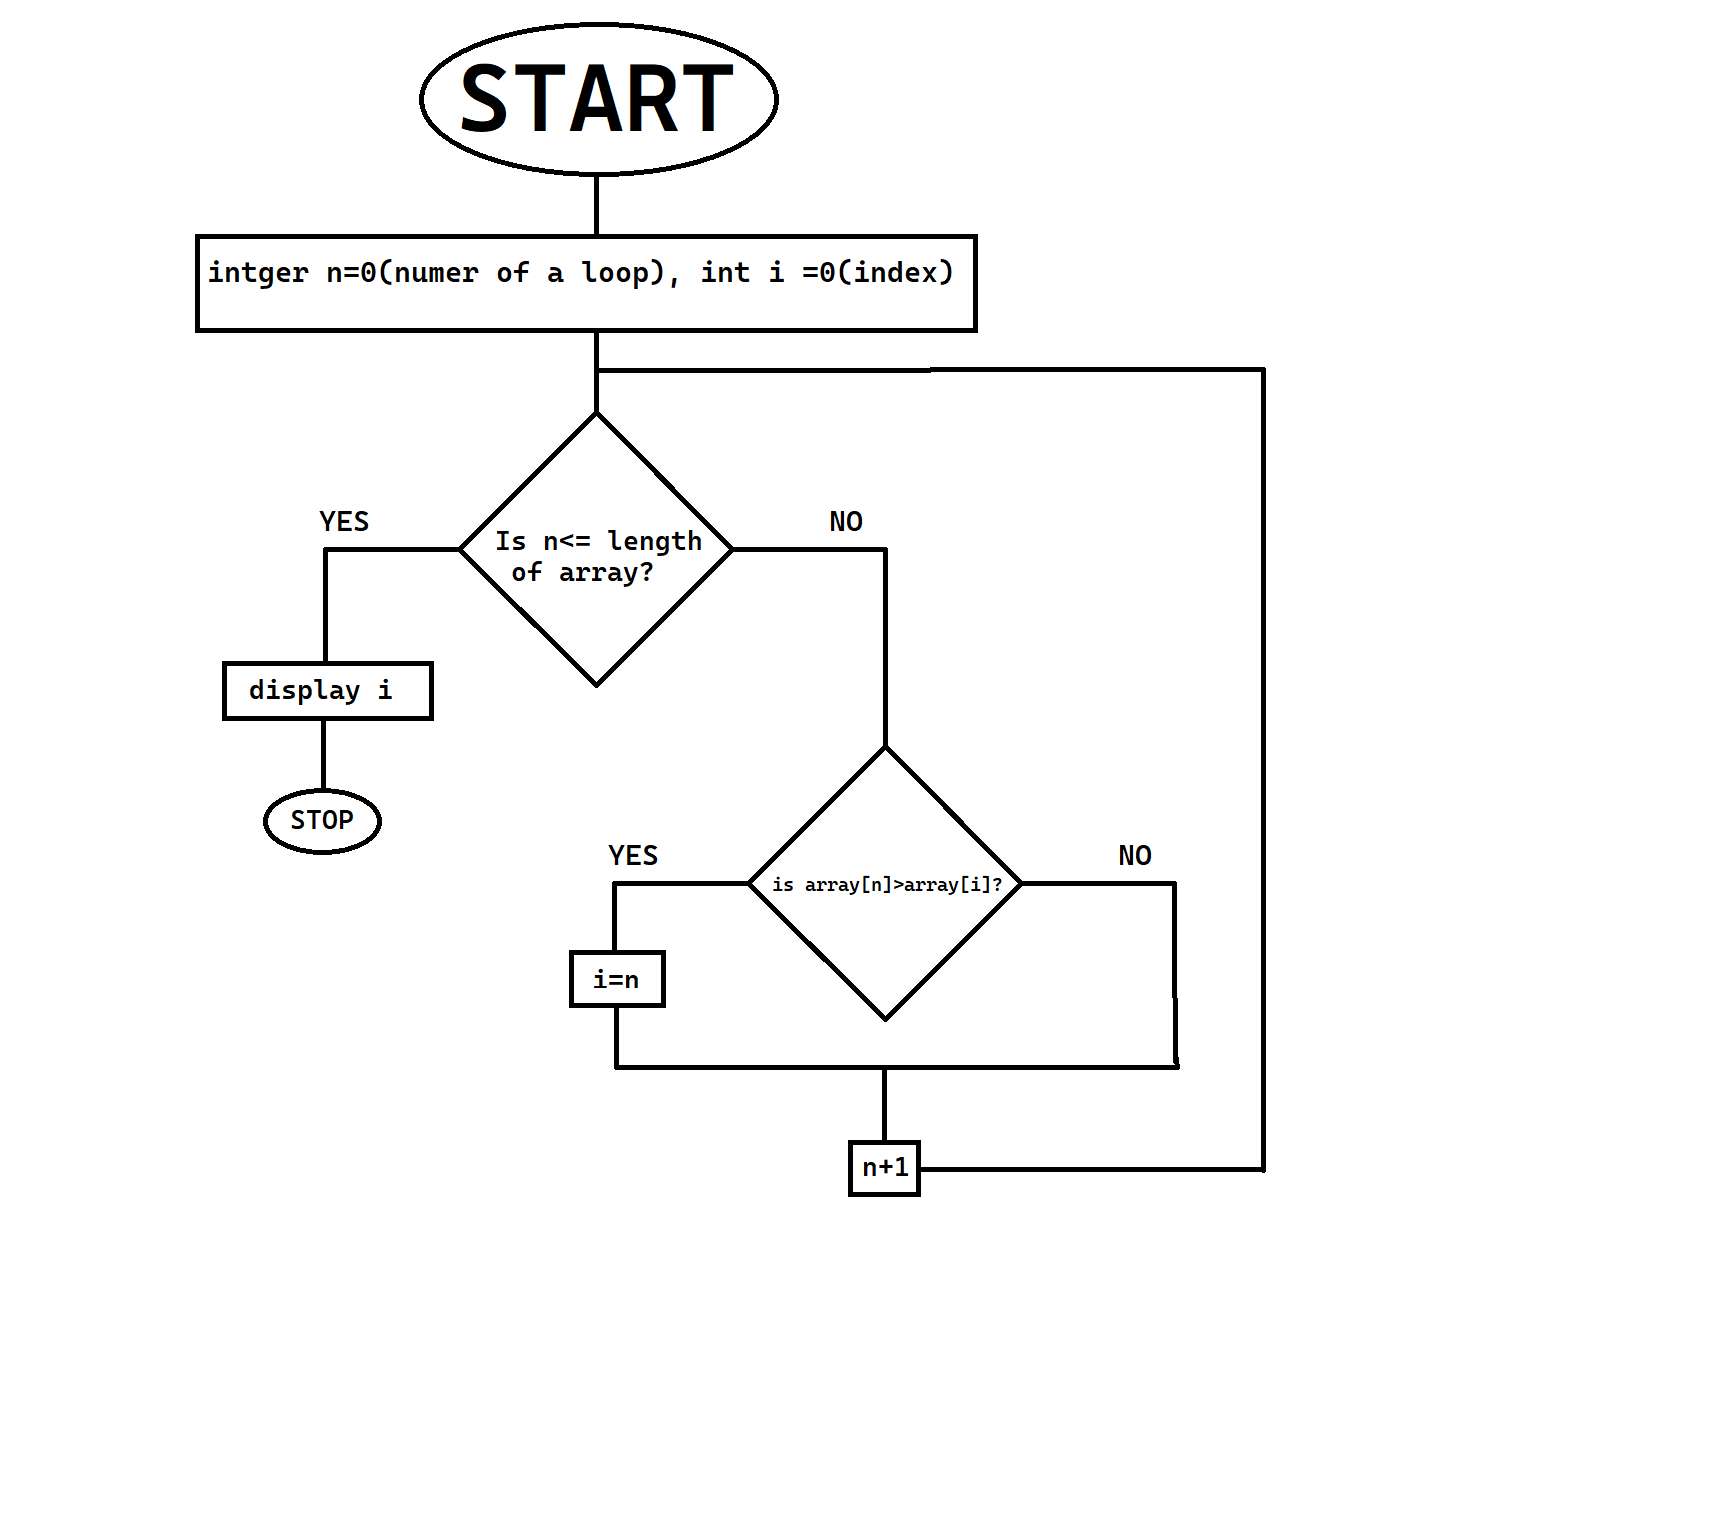 START
intger n=0(numer of a loop), int i =0(index)
YES
NO
Is n<= length
of array?
display i
STOP
YES
NO
is array[n]>array[i]?
i=n
n+1